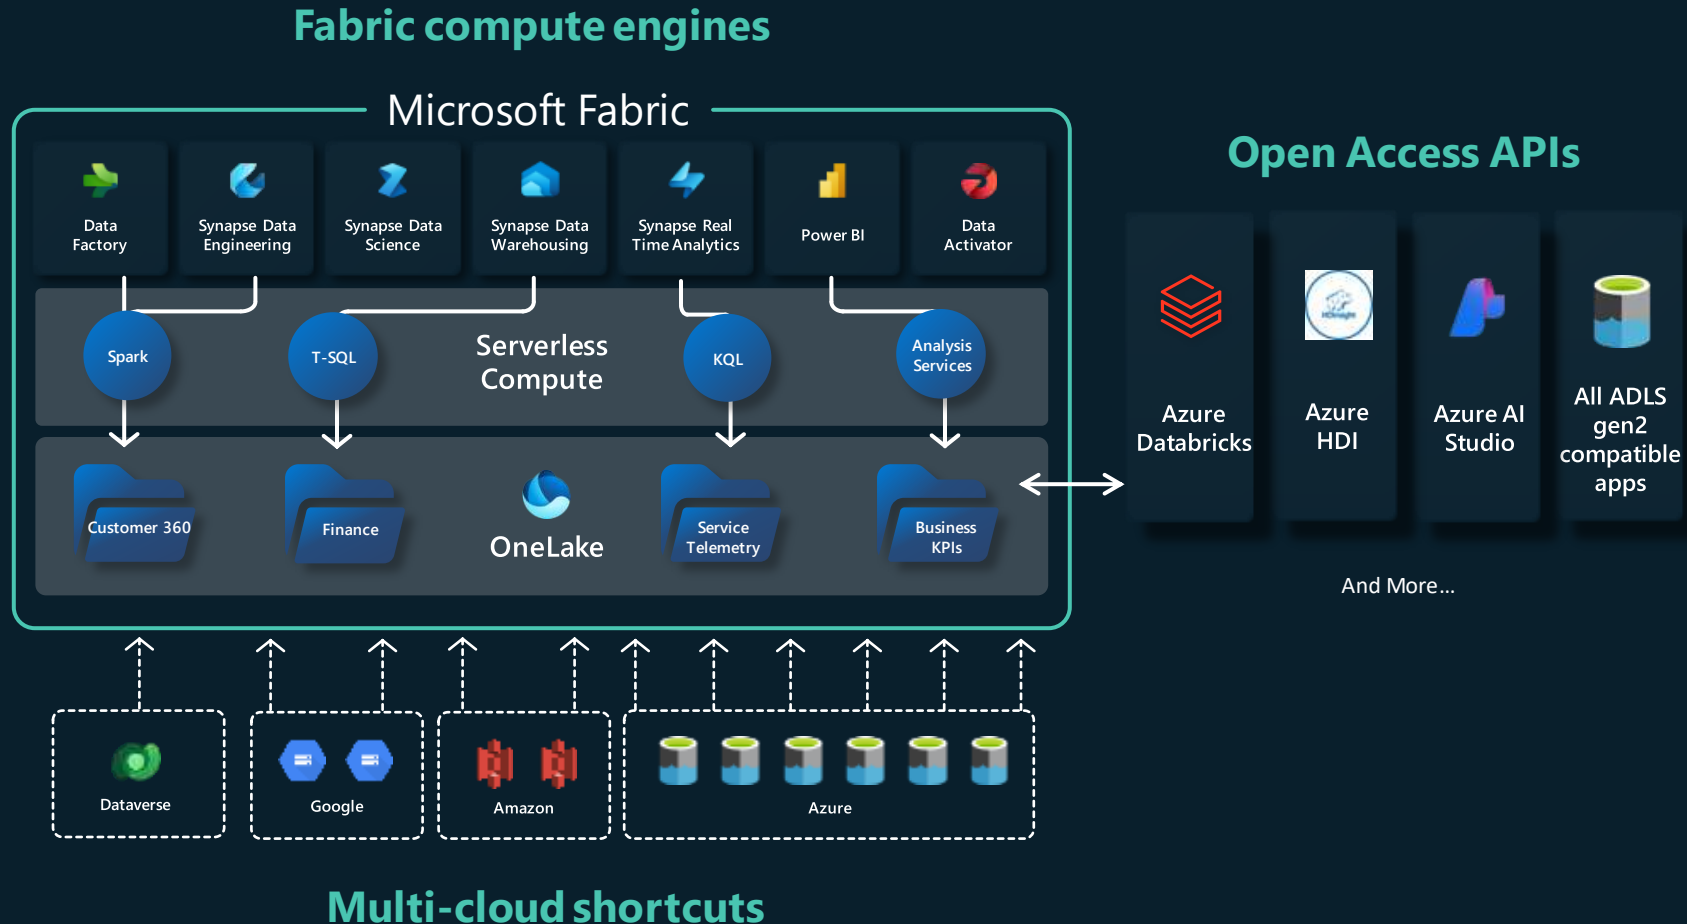 Fabric compute engines
Microsoft Fabric
Data
Factory
Synapse Data
Engineering
Synapse Data
Science
Synapse Data
Warehousing
Synapse Real
Time Analytics
Power BI
Data
Activator
Spark
T-SQL
Serverless
Compute
KQL
Analysis
Services
Customer 360
Finance
OneLake
Service
Telemetry
Business
KPIs
Open Access APIs
Azure
Databricks
HDInsight
Azure
HDI
Azure AI
Studio
All ADLS
gen2
compatible
apps
And More...
Dataverse
Google
Amazon
Azure
Multi-cloud shortcuts